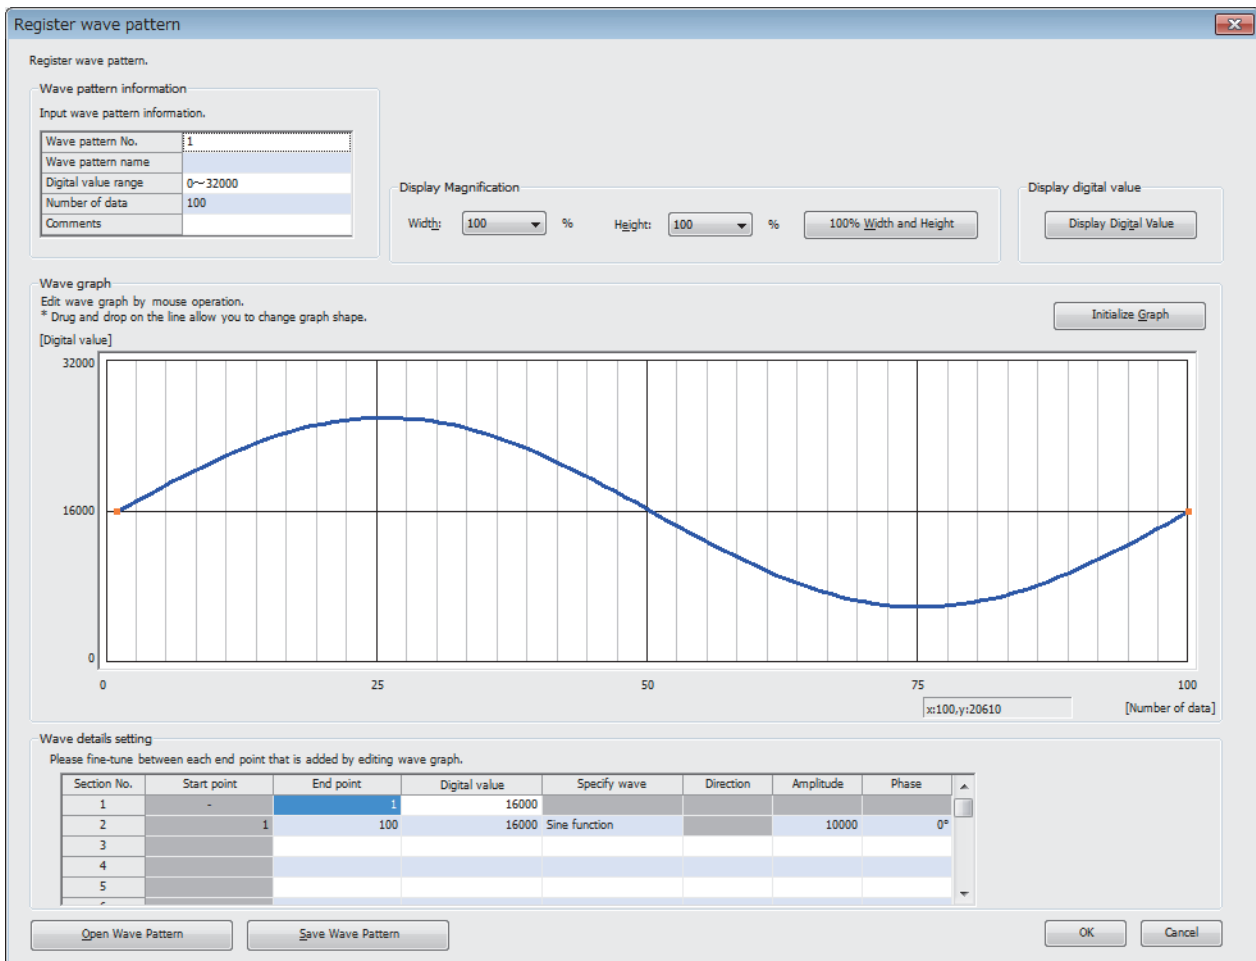 Register wave pattern
Register wave pattern.
Wave pattern information
Input wave pattern information.
Wave pattern No. 1
Wave pattern name
Digital value range 0～32000
Number of data 100
Comments
Display Magnification
Width: 100 % Height: 100 % 100% Width and Height
Display digital value
Display Digital Value
Wave graph
Edit wave graph by mouse operation.
* Drug and drop on the line allow you to change graph shape.
Initialize Graph
[Digital value]
32000
16000
0
0 25 50 75 100
x:100,y:20610 [Number of data]
Wave details setting
Please fine-tune between each end point that is added by editing wave graph.
Section No. Start point End point Digital value Specify wave Direction Amplitude Phase
1 - 1 16000
2 1 100 16000 Sine function 10000 0°
3
4
5
Open Wave Pattern Save Wave Pattern OK Cancel